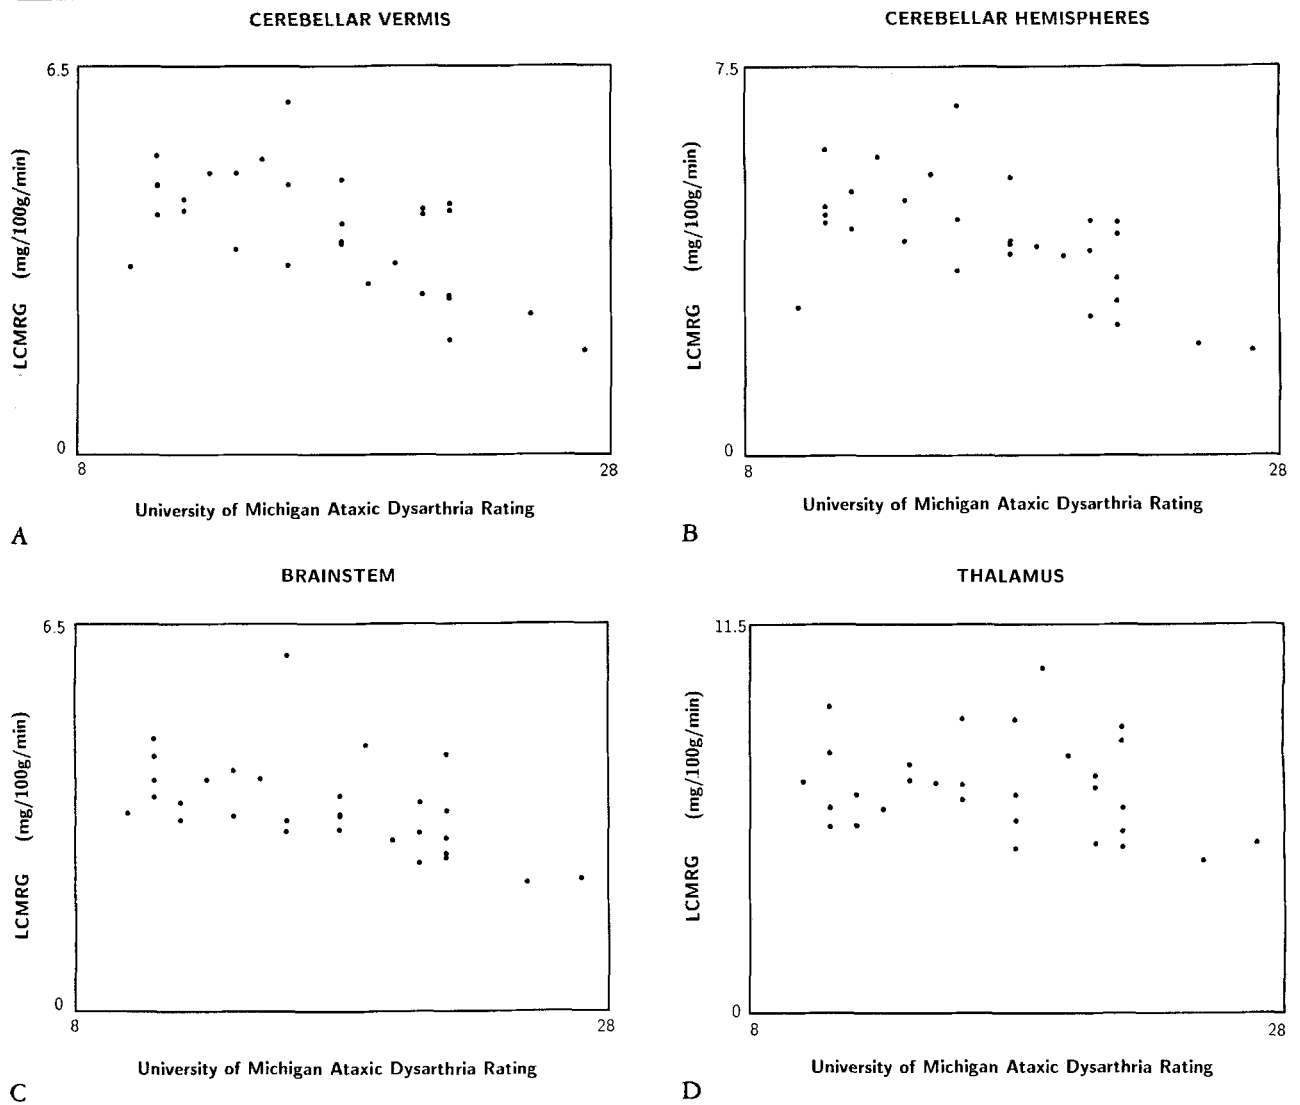 CEREBELLAR VERMIS
6.5
LCMRG (mg/100g/min)
0
8 28
University of Michigan Ataxic Dysarthria Rating
A
CEREBELLAR HEMISPHERES
7.5
LCMRG (mg/100g/min)
0
8 28
University of Michigan Ataxic Dysarthria Rating
B
BRAINSTEM
6.5
LCMRG (mg/100g/min)
0
8 28
University of Michigan Ataxic Dysarthria Rating
C
THALAMUS
11.5
LCMRG (mg/100g/min)
0
8 28
University of Michigan Ataxic Dysarthria Rating
D